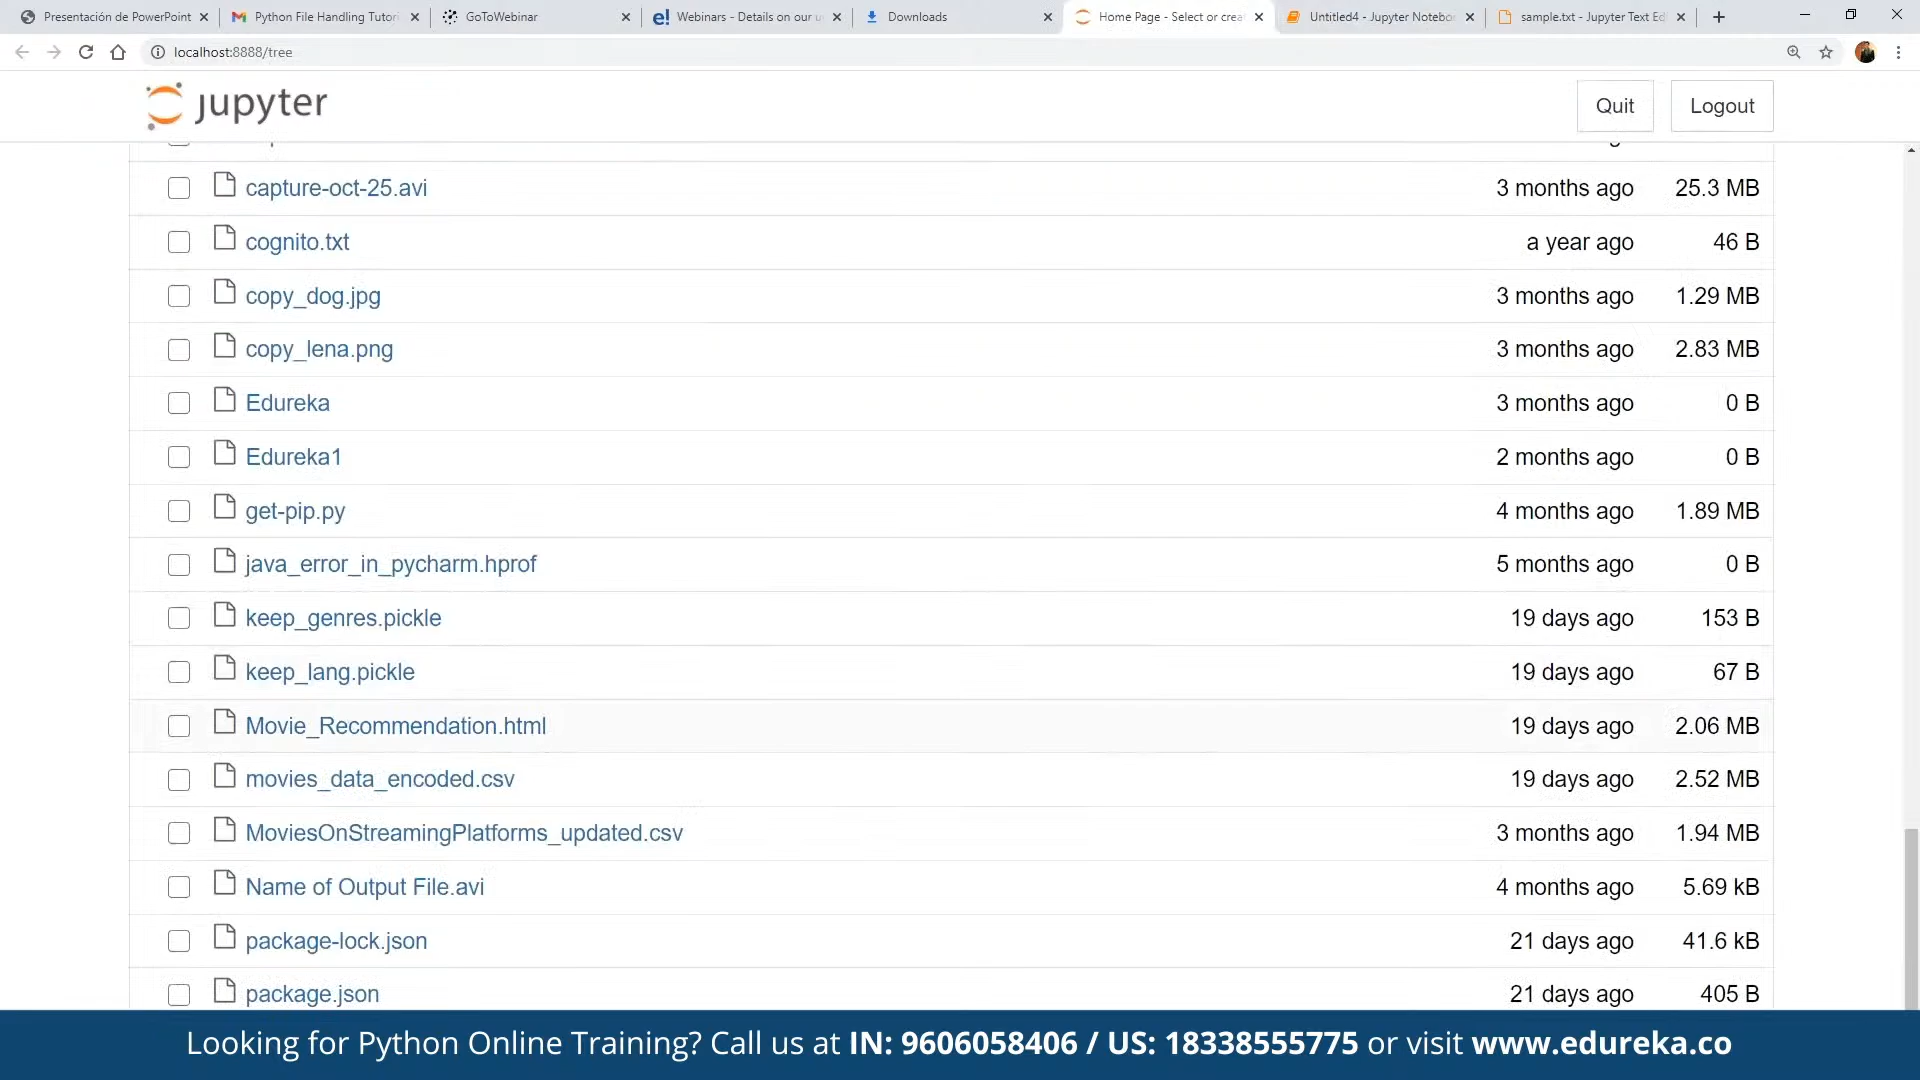 Presentación de PowerPoint
Python File Handling Tutori
GoToWebinar
Webinars - Details on our u
Downloads
Home Page - Select or crea
Untitled4 - Jupyter Notebo
sample.txt - Jupyter Text Ed
localhost:8888/tree
jupyter
Quit
Logout
capture-oct-25.avi 3 months ago 25.3 MB
cognito.txt a year ago 46 B
copy_dog.jpg 3 months ago 1.29 MB
copy_lena.png 3 months ago 2.83 MB
Edureka 3 months ago 0 B
Edureka1 2 months ago 0 B
get-pip.py 4 months ago 1.89 MB
java_error_in_pycharm.hprof 5 months ago 0 B
keep_genres.pickle 19 days ago 153 B
keep_lang.pickle 19 days ago 67 B
Movie_Recommendation.html 19 days ago 2.06 MB
movies_data_encoded.csv 19 days ago 2.52 MB
MoviesOnStreamingPlatforms_updated.csv 3 months ago 1.94 MB
Name of Output File.avi 4 months ago 5.69 kB
package-lock.json 21 days ago 41.6 kB
package.json 21 days ago 405 B
Looking for Python Online Training? Call us at IN: 9606058406 / US: 18338555775 or visit www.edureka.co